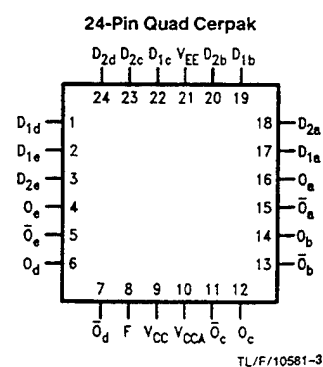 24-Pin Quad Cerpak
D2d D2c D1c VEE D2b D1b
24 23 22 21 20 19
D1d 1 18 D2a
D1e 2 17 D1a
D2e 3 16 Oa
Oe 4 15 Ōa
Ōe 5 14 Ob
Od 6 13 Ōb
7 8 9 10 11 12
Ōd F VCC VCCA Ōc Oc
TL/F/10581-3